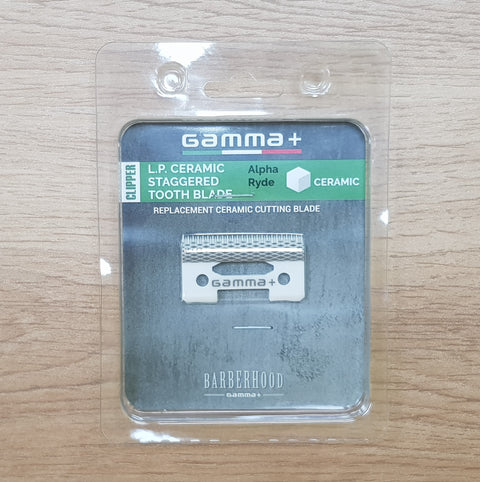 GAMMA+
CLIPPER
L.P. CERAMIC
STAGGERED
TOOTH BLADE
Alpha
Ryde
CERAMIC
REPLACEMENT CERAMIC CUTTING BLADE
GAMMA+
BARBERHOOD
GAMMA+